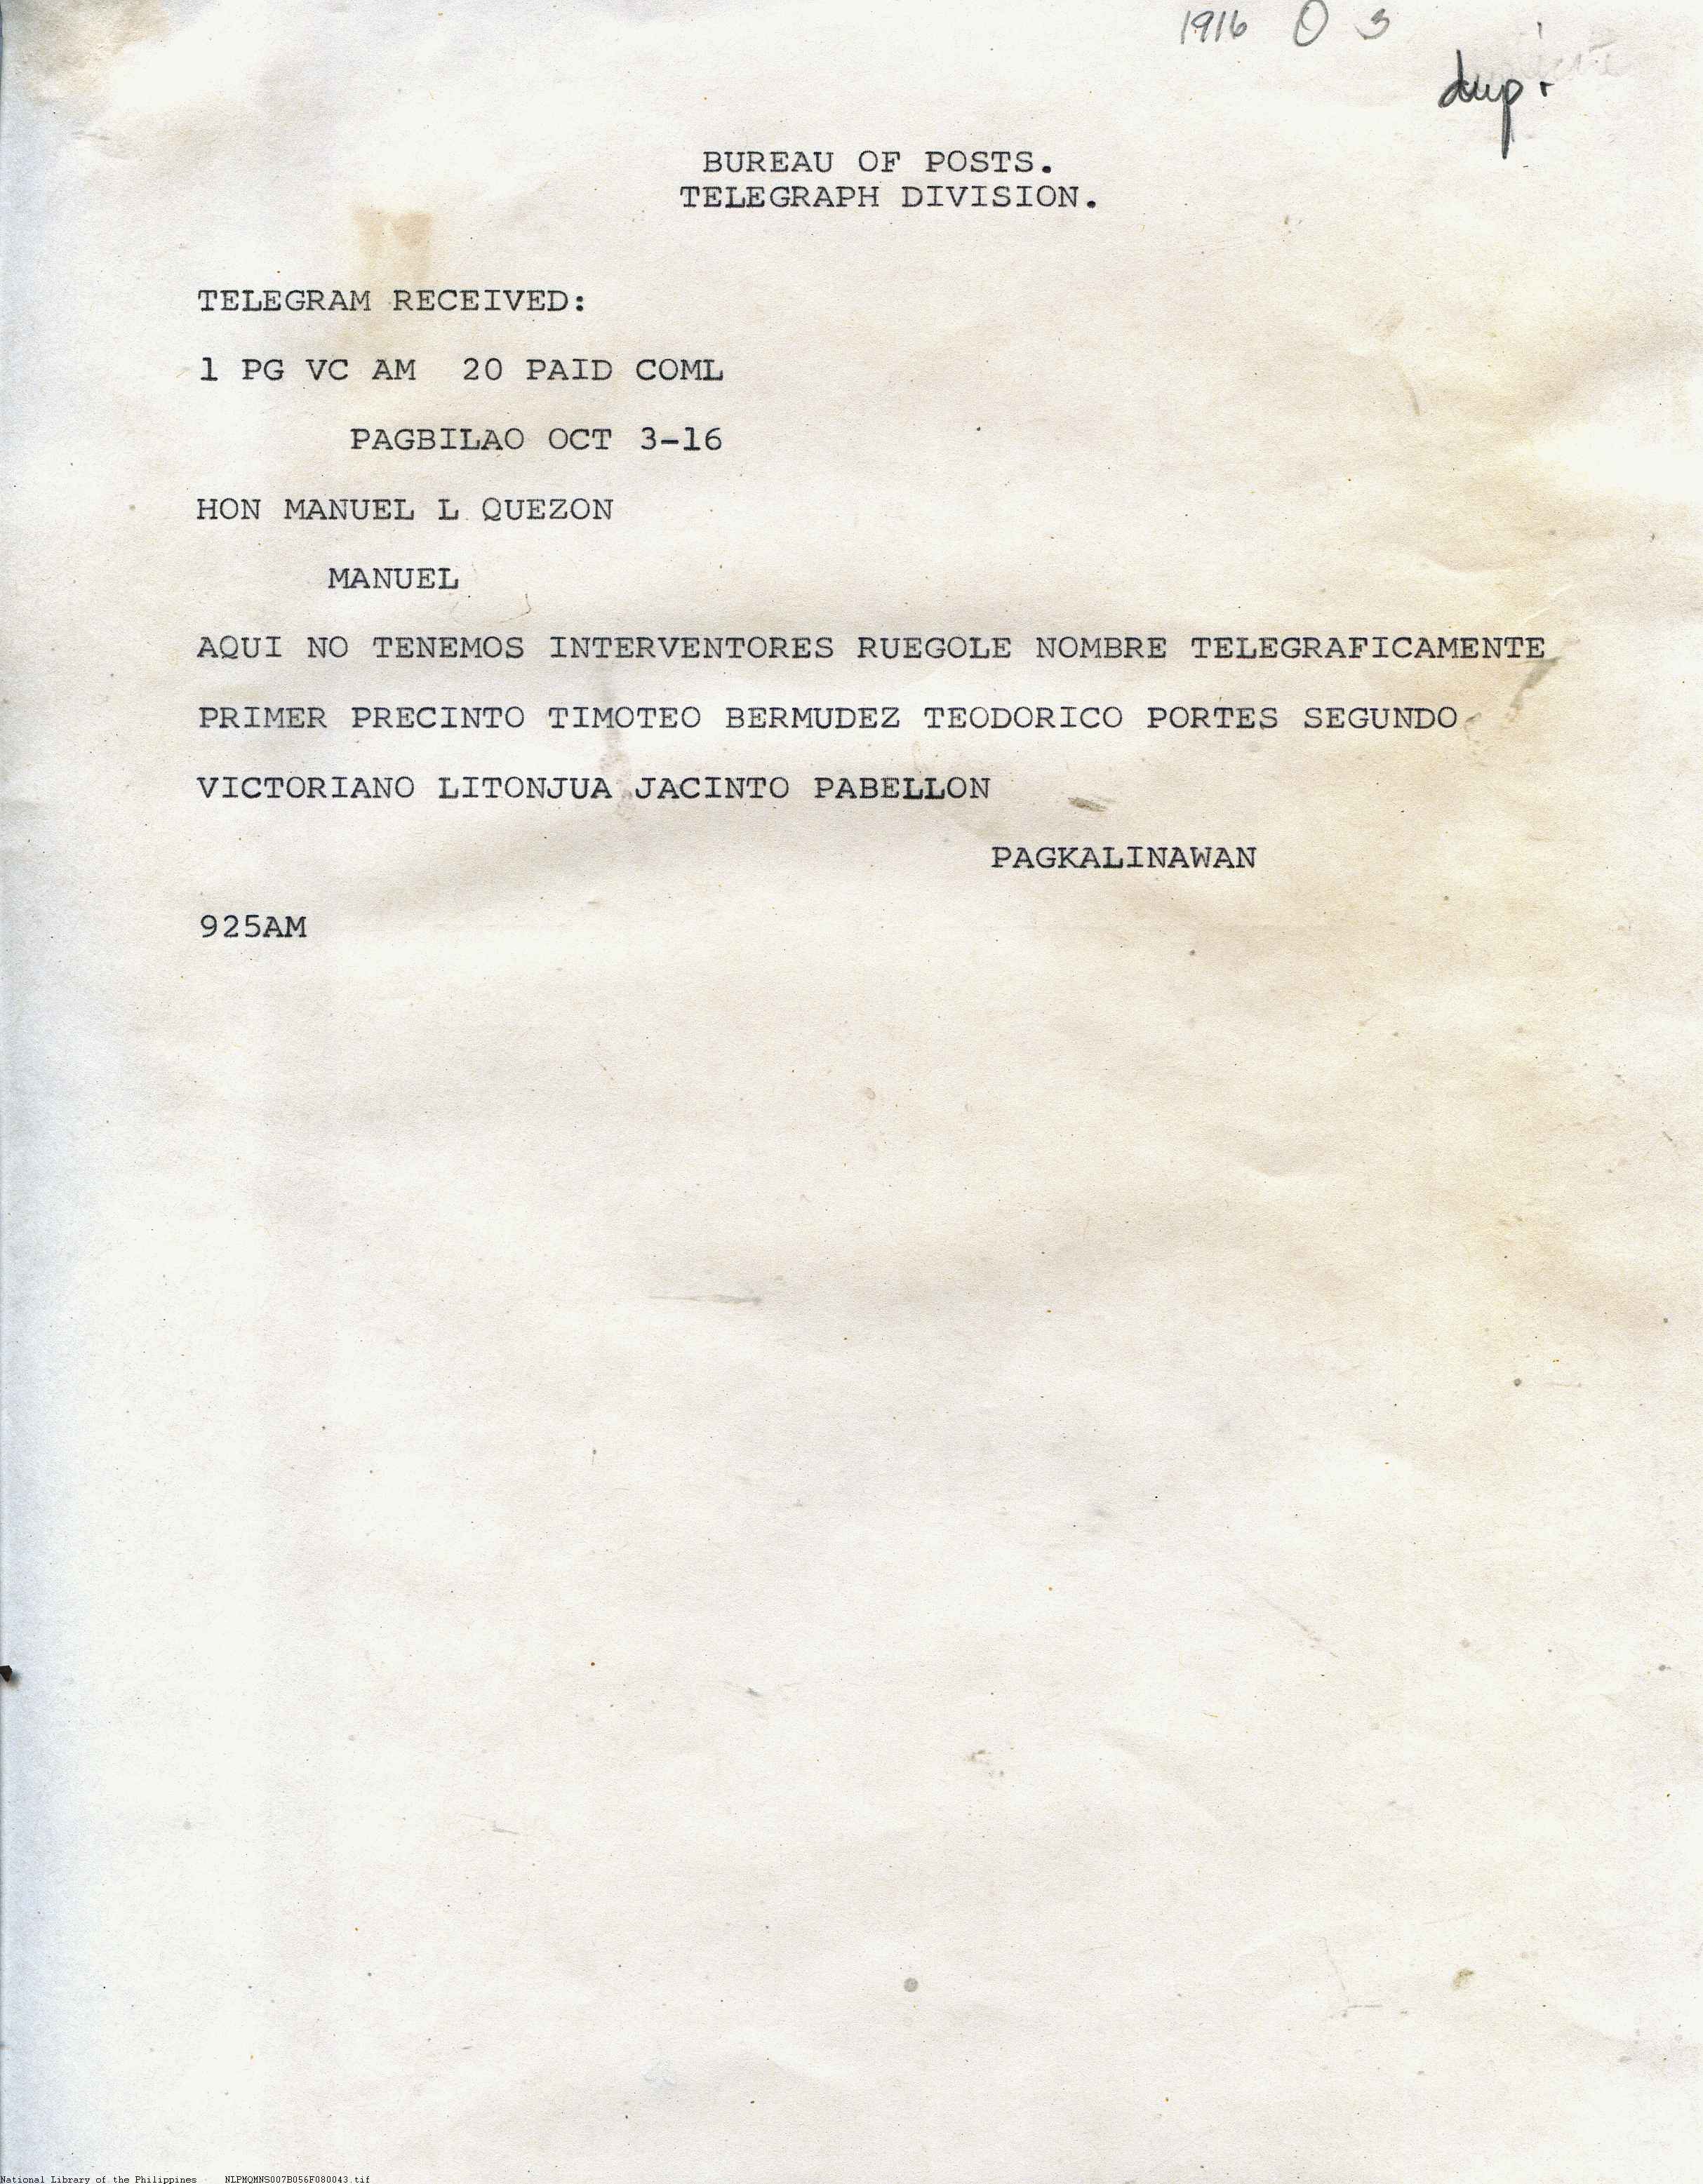 1916 O 3
dup.
BUREAU OF POSTS.
TELEGRAPH DIVISION.
TELEGRAM RECEIVED:
1 PG VC AM 20 PAID COML
PAGBILAO OCT 3-16
HON MANUEL L QUEZON
MANUEL
AQUI NO TENEMOS INTERVENTORES RUEGOLE NOMBRE TELEGRAFICAMENTE
PRIMER PRECINTO TIMOTEO BERMUDEZ TEODORICO PORTES SEGUNDO
VICTORIANO LITONJUA JACINTO PABELLON
PAGKALINAWAN
925AM
National Library of the Philippines NLPMQMNS007B056F080043.tif